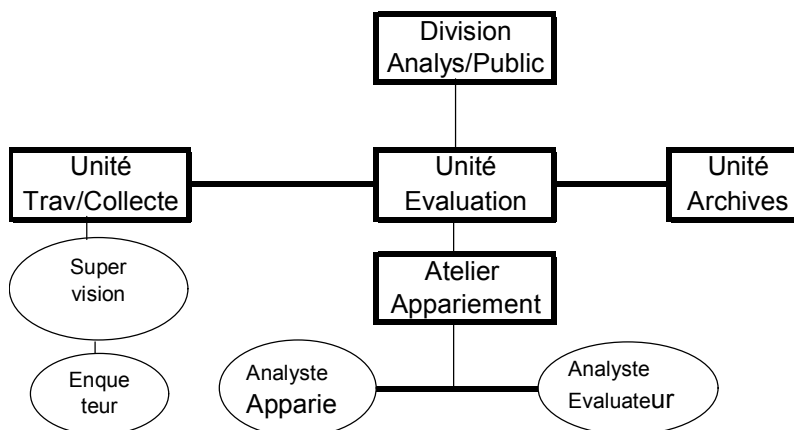 Division
Analys/Public
Unité
Trav/Collecte
Unité
Evaluation
Unité
Archives
Super
vision
Atelier
Appariement
Enque
teur
Analyste
Apparie
Analyste
Evaluateur